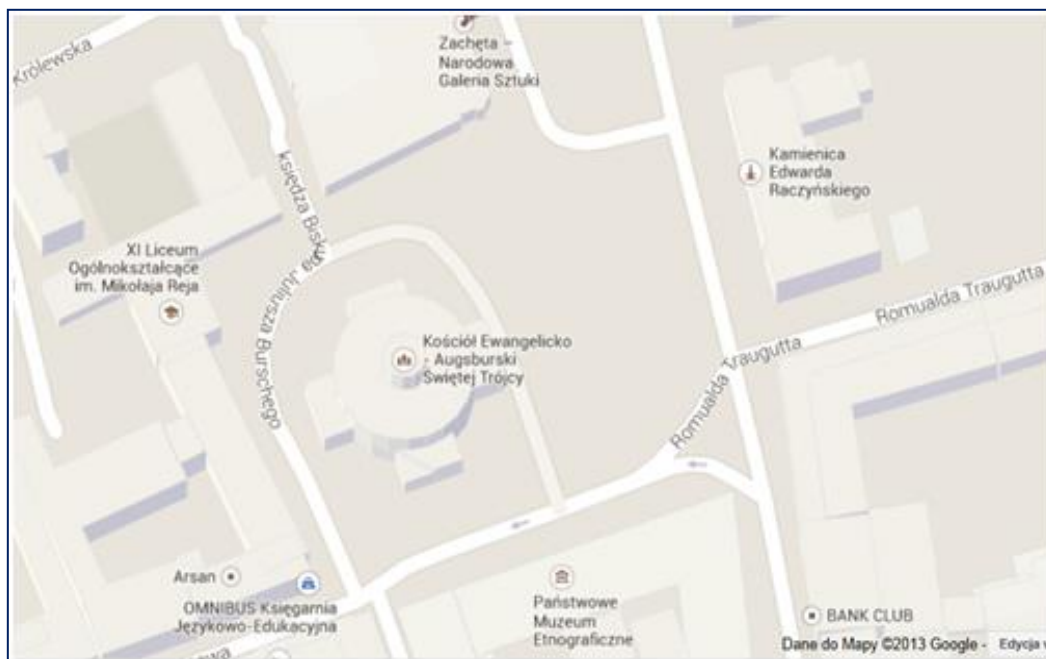 Królewska
Zachęta –
Narodowa
Galeria Sztuki
księdza Biskupa Juliusza Burschego
Kamienica
Edwarda
Raczyńskiego
XI Liceum
Ogólnokształcące
im. Mikołaja Reja
Romualda Traugutta
Romualda Traugutta
Kościół Ewangelicko
- Augsburski
Świętej Trójcy
Arsan
OMNIBUS Księgarnia
Językowo-Edukacyjna
Państwowe
Muzeum
Etnograficzne
BANK CLUB
Dane do Mapy ©2013 Google -
Edycja